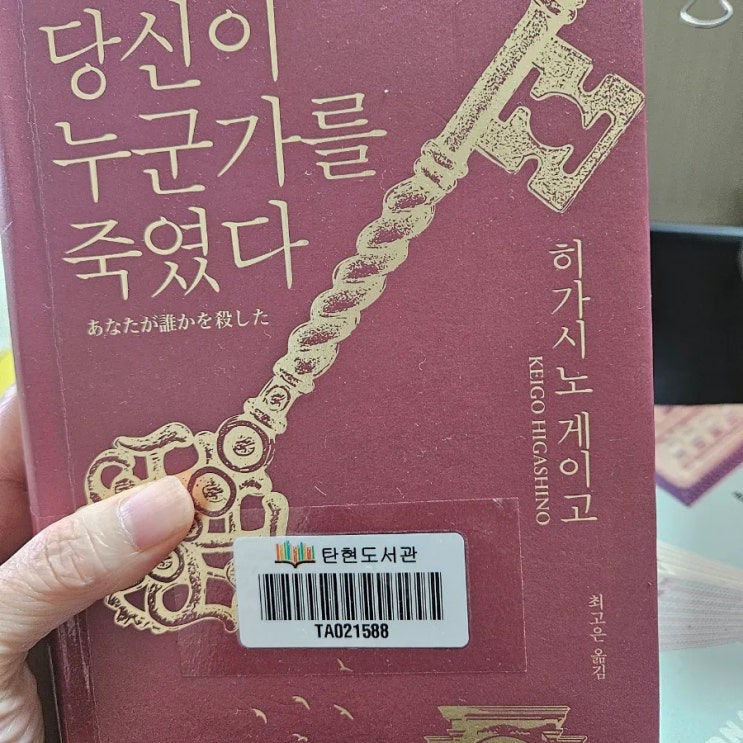 당신이
누군가를
죽였다
あなたが誰かを殺した
히가시노 게이고
KEIGO HIGASHINO
탄현도서관
TA021588
최고은 옮김